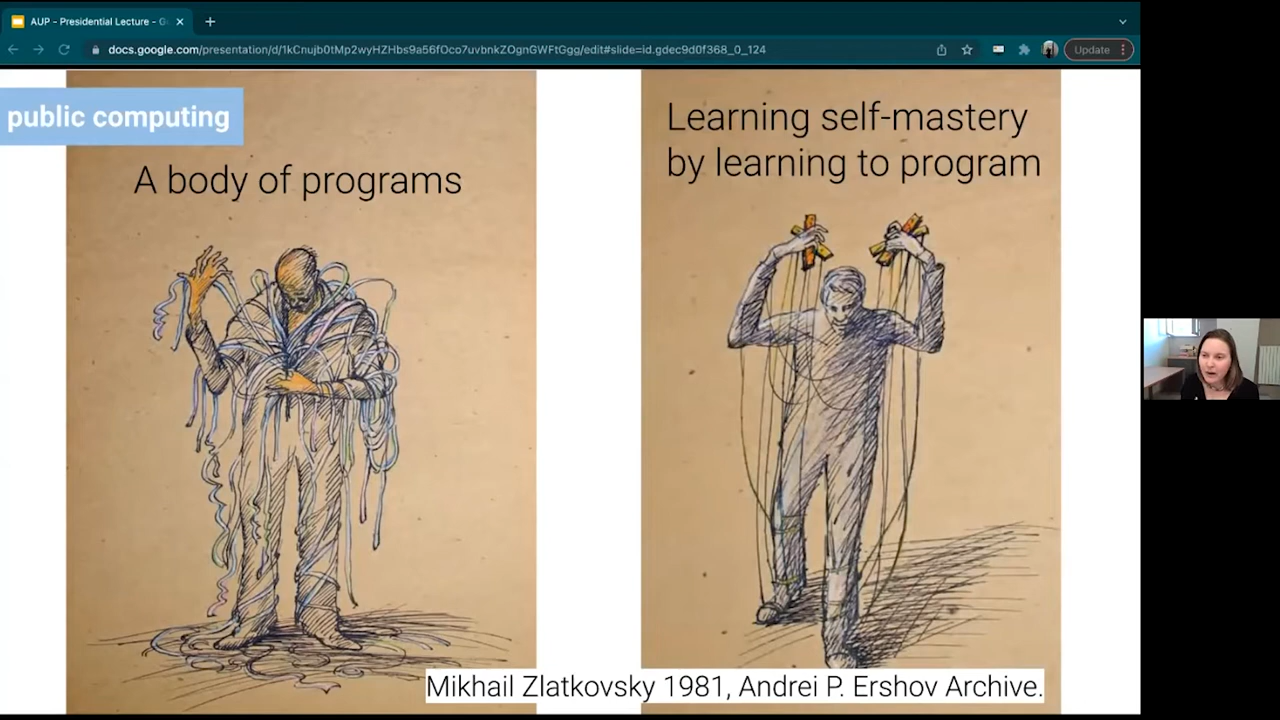 AUP - Presidential Lecture - G
docs.google.com/presentation/d/1kCnujb0tMp2wyHZHbs9a56fOco7uvbnkZOgnGWFtGgg/edit#slide=id.gdec9d0f368_0_124
Update
public computing
A body of programs
Learning self-mastery
by learning to program
Mikhail Zlatkovsky 1981, Andrei P. Ershov Archive.